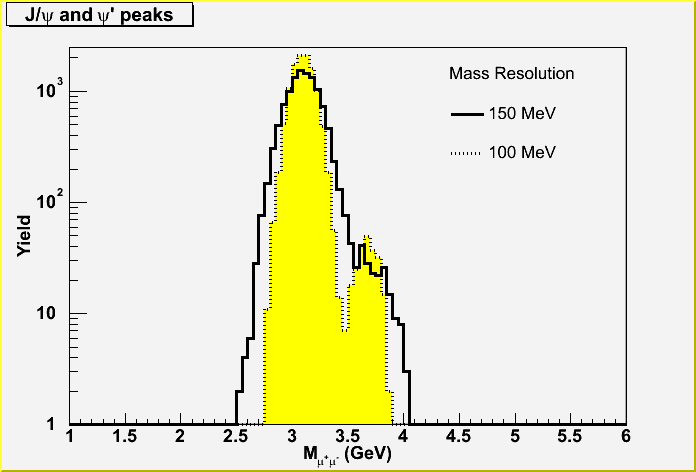 J/ψ and ψ' peaks
Mass Resolution
150 MeV
100 MeV
Yield
10³
10²
10
1
1 1.5 2 2.5 3 3.5 4 4.5 5 5.5 6
Mμ⁺μ⁻ (GeV)